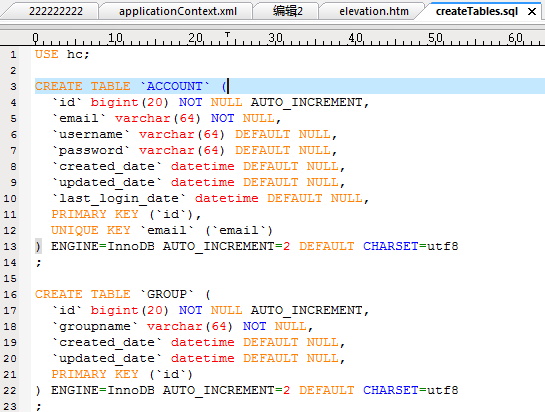 222222222 applicationContext.xml 编辑2 elevation.htm createTables.sql
0 10 20 30 40 50 60
1 USE hc;
2
3 CREATE TABLE `ACCOUNT` (
4 `id` bigint(20) NOT NULL AUTO_INCREMENT,
5 `email` varchar(64) NOT NULL,
6 `username` varchar(64) DEFAULT NULL,
7 `password` varchar(64) DEFAULT NULL,
8 `created_date` datetime DEFAULT NULL,
9 `updated_date` datetime DEFAULT NULL,
10 `last_login_date` datetime DEFAULT NULL,
11 PRIMARY KEY (`id`),
12 UNIQUE KEY `email` (`email`)
13 ) ENGINE=InnoDB AUTO_INCREMENT=2 DEFAULT CHARSET=utf8
14 ;
15
16 CREATE TABLE `GROUP` (
17 `id` bigint(20) NOT NULL AUTO_INCREMENT,
18 `groupname` varchar(64) NOT NULL,
19 `created_date` datetime DEFAULT NULL,
20 `updated_date` datetime DEFAULT NULL,
21 PRIMARY KEY (`id`)
22 ) ENGINE=InnoDB AUTO_INCREMENT=2 DEFAULT CHARSET=utf8
23 ;